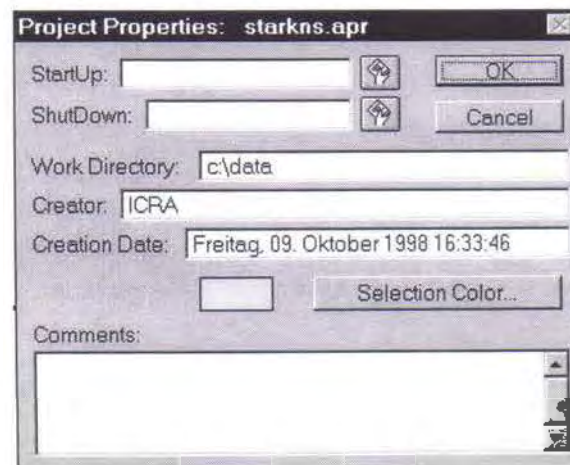 Project Properties: starkns.apr
StartUp:
OK
ShutDown:
Cancel
Work Directory: c:\data
Creator: ICRA
Creation Date: Freitag, 09. Oktober 1998 16:33:46
Selection Color...
Comments: